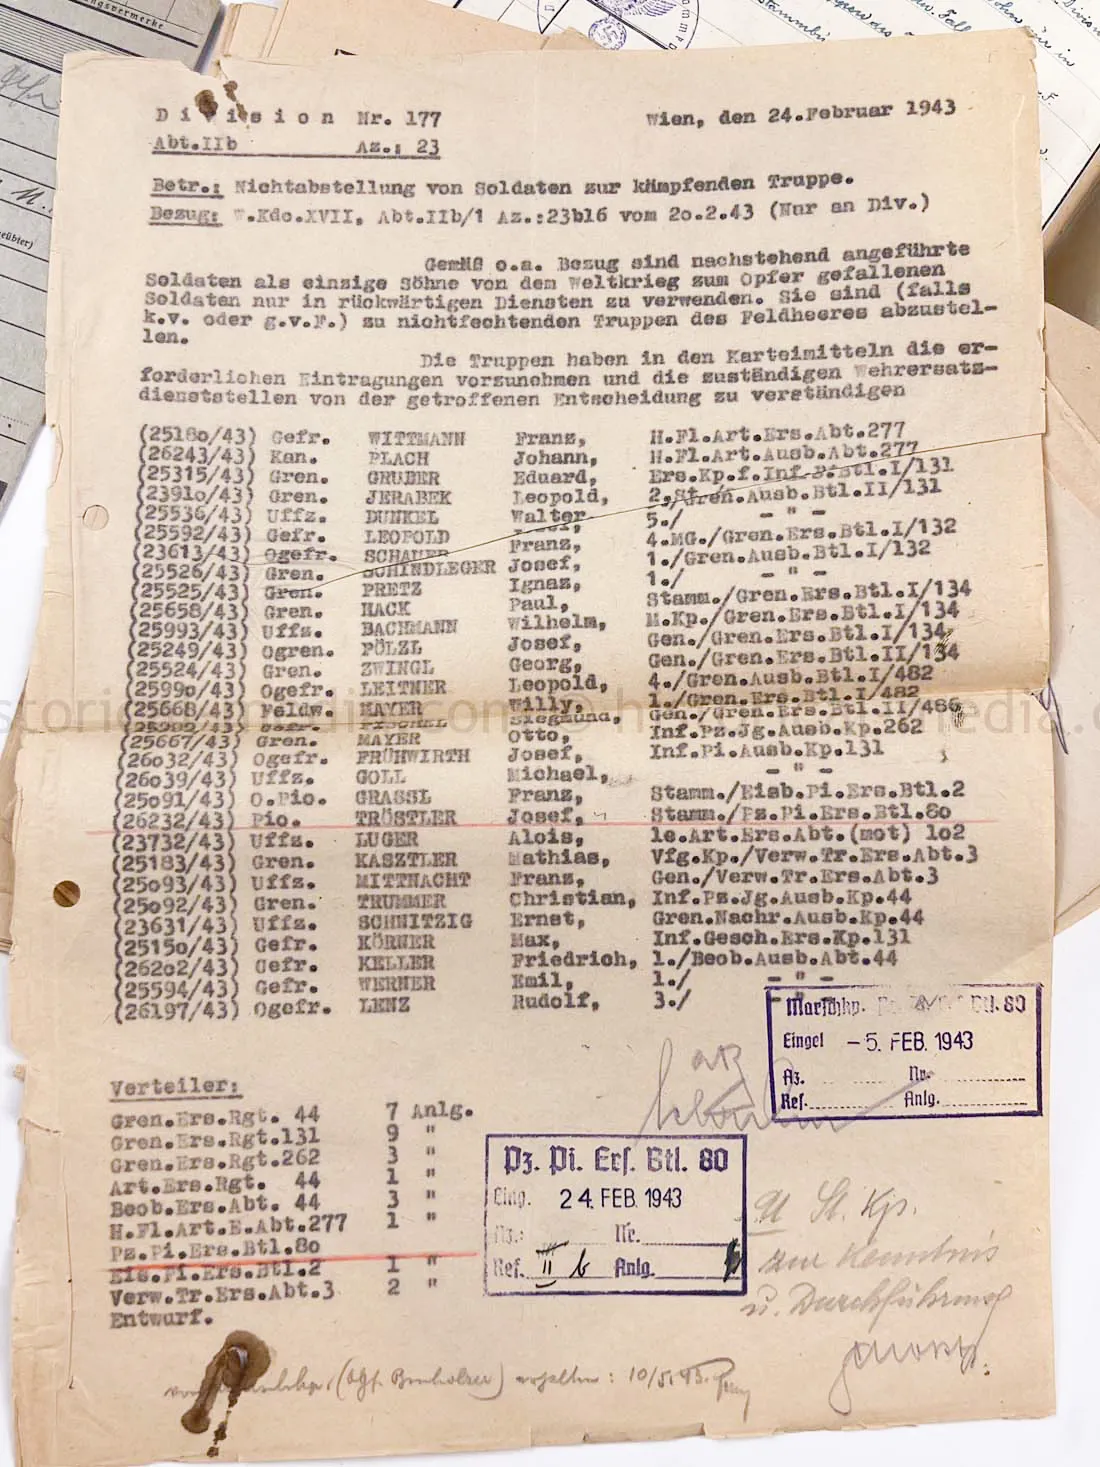 D i v i s i o n Nr. 177 Wien, den 24.Februar 1943
Abt.IIb Az.: 23
Betr.: Nichtabstellung von Soldaten zur kämpfenden Truppe.
Bezug: W.Kdo.XVII, Abt.IIb/1 Az.:23b16 vom 2o.2.43 (Nur an Div.)
Gemäß o.a. Bezug sind nachstehend angeführte
Soldaten als einzige Söhne von dem Weltkrieg zum Opfer gefallenen
Soldaten nur in rückwärtigen Diensten zu verwenden. Sie sind (falls
k.v. oder g.v.F.) zu nichtfechtenden Truppen des Feldheeres abzustel-
len.
Die Truppen haben in den Karteimitteln die er-
forderlichen Eintragungen vorzunehmen und die zuständigen Wehrersatz-
dienststellen von der getroffenen Entscheidung zu verständigen
(2518o/43) Gefr. WITTMANN Franz, H.Fl.Art.Ers.Abt.277
(26243/43) Kan. PLACH Johann, H.Fl.Art.Ausb.Abt.277
(25315/43) Gren. GRUBER Eduard, Ers.Kp.f.Inf.
(2391o/43) Gren. JERABEK Leopold, 2./Gren.Ausb.Btl.II/131
(25536/43) Uffz. DUNKEL Walter 5./ - " -
(25592/43) Gefr. LEOPOLD Franz, 4.MG./Gren.Ers.Btl.I/132
(23613/43) Ogefr. SCHAUER Josef, 1./Gren.Ausb.Btl.I/132
(25526/43) Gren. SCHINDLEGER Ignaz, 1./ - " -
(25525/43) Gren. PRETZ Paul, Stamm./Gren.Ers.Btl.I/134
(25658/43) Gren. HACK Wilhelm, M.Kp./Gren.Ers.Btl.I/134
(25993/43) Uffz. BACHMANN Josef, Gen./Gren.Ers.Btl.I/134
(25249/43) Ogren. PÖLZL Georg, Gen./Gren.Ers.Btl.II/134
(25524/43) Gren. ZWINGL Leopold, 4./Gren.Ausb.Btl.I/482
(2599o/43) Ogefr. LEITNER Willy, 1./Gren.Ers.Btl.I/482
(25668/43) Feldw. MAYER Siegmund, Gen./Gren.Ers.Btl.II/486
(25667/43) Gren. MAYER Otto, Inf.Pz.Jg.Ausb.Kp.262
(26o32/43) Ogefr. FRÜHWIRTH Josef, Inf.Pi.Ausb.Kp.131
(26o39/43) Uffz. GOLL Michael, - " -
(25o91/43) O.Pio. GRASSL Franz, Stamm./Eisb.Pi.Ers.Btl.2
(26232/43) Pio. TRÖSTLER Josef, Stamm./Pz.Pi.Ers.Btl.8o
(23732/43) Uffz. LUGER Alois, le.Art.Ers.Abt.(mot) 1o2
(25183/43) Gren. KASZTLER Mathias, Vfg.Kp./Verw.Tr.Ers.Abt.3
(25o93/43) Uffz. MITTNACHT Franz, Gen./Verw.Tr.Ers.Abt.3
(25o92/43) Gren. TRUMMER Christian, Inf.Pz.Jg.Ausb.Kp.44
(23631/43) Uffz. SCHNITZIG Ernst, Gren.Nachr.Ausb.Kp.44
(2515o/43) Gefr. KÖRNER Max, Inf.Gesch.Ers.Kp.131
(262o2/43) Gefr. KELLER Friedrich, 1./Beob.Ausb.Abt.44
(25594/43) Gefr. WERNER Emil, 1./ - " -
(26197/43) Ogefr. LENZ Rudolf, 3./ - " -
Marschkp. Btl. 80
Eingel -5. FEB. 1943
Az. Nr.
Ref. Anlg.
Verteiler:
Gren.Ers.Rgt. 44 7 Anlg.
Gren.Ers.Rgt.131 9 "
Gren.Ers.Rgt.262 3 "
Art.Ers.Rgt. 44 1 "
Beob.Ers.Abt. 44 3 "
H.Fl.Art.E.Abt.277 1 "
Pz.Pi.Ers.Btl.8o
Eis.Pi.Ers.Btl.2 1 "
Verw.Tr.Ers.Abt.3 2 "
Entwurf.
Pz. Pi. Ers. Btl. 80
Eing. 24. FEB. 1943
Az.: Nr.
Ref. II b Anlg.
St. Kp.
zur Kenntnis
u. Durchführung
erhalten: 10/5.43.